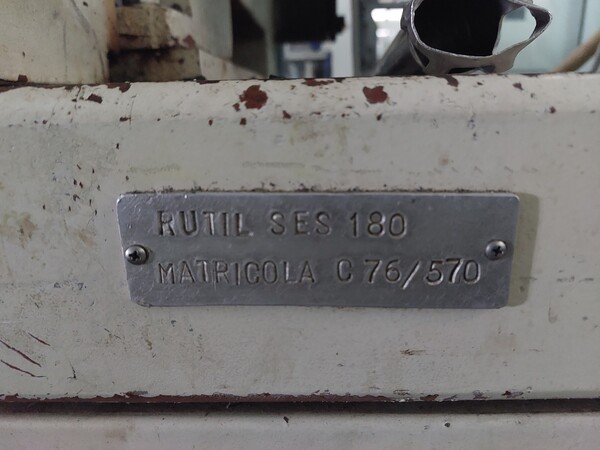 RUTIL SES 180
MATRICOLA C 76/570